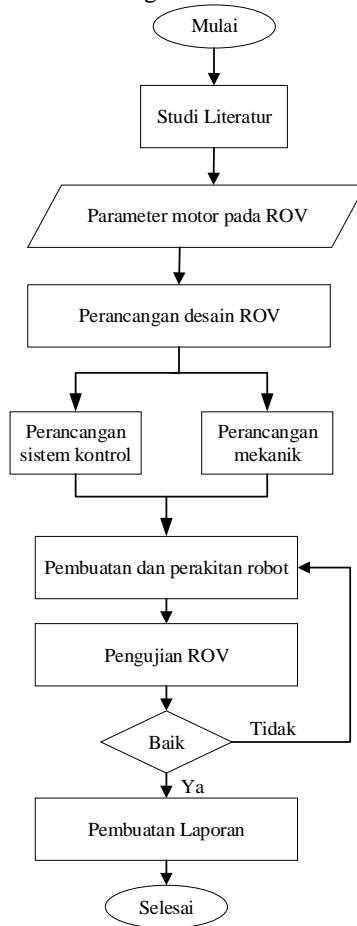 Mulai
Studi Literatur
Parameter motor pada ROV
Perancangan desain ROV
Perancangan
sistem kontrol
Perancangan
mekanik
Pembuatan dan perakitan robot
Pengujian ROV
Baik
Tidak
Ya
Pembuatan Laporan
Selesai